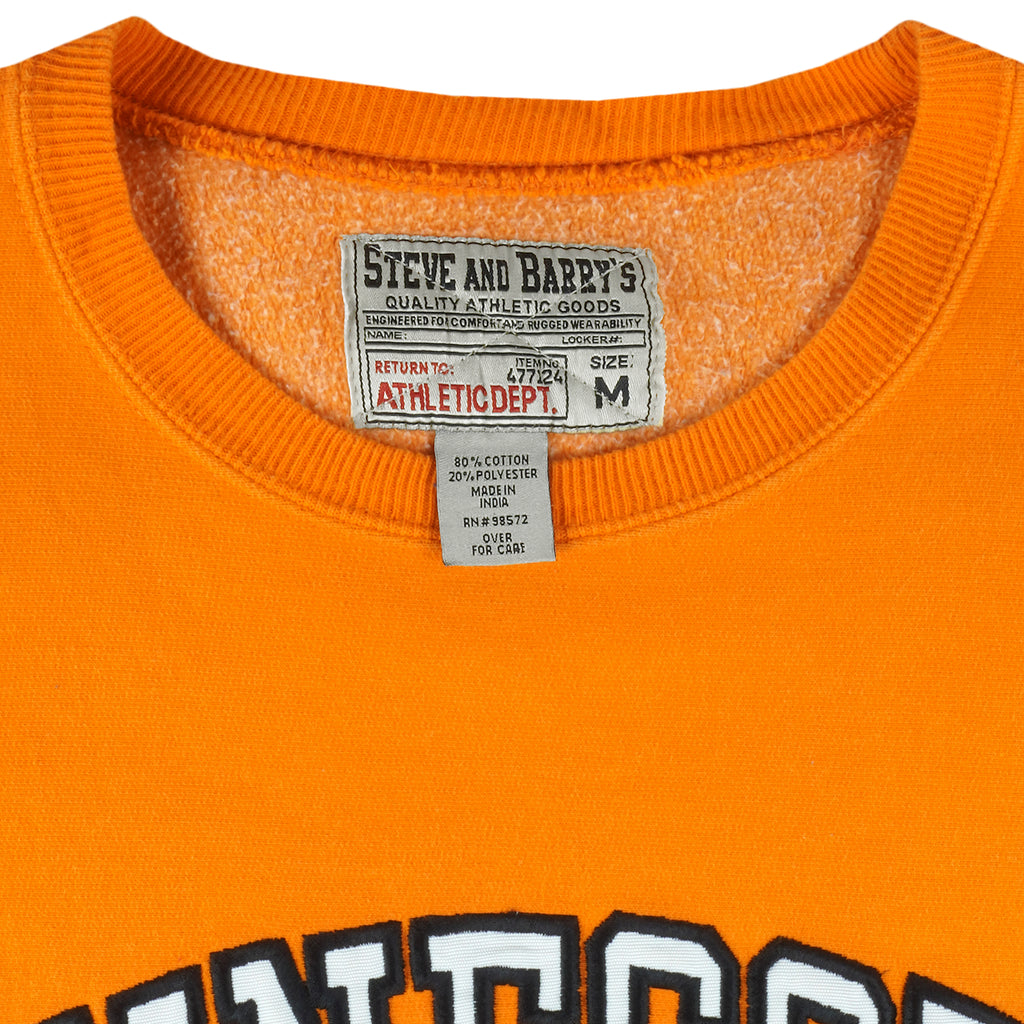 STEVE AND BARRY'S
QUALITY ATHLETIC GOODS
ENGINEERED FOR COMFORT AND RUGGED WEARABILITY
NAME: LOCKER#:
RETURN TO:
ATHLETIC DEPT.
ITEM NO
477124
SIZE:
M
80% COTTON
20% POLYESTER
MADE IN
INDIA
RN# 98572
OVER
FOR CARE